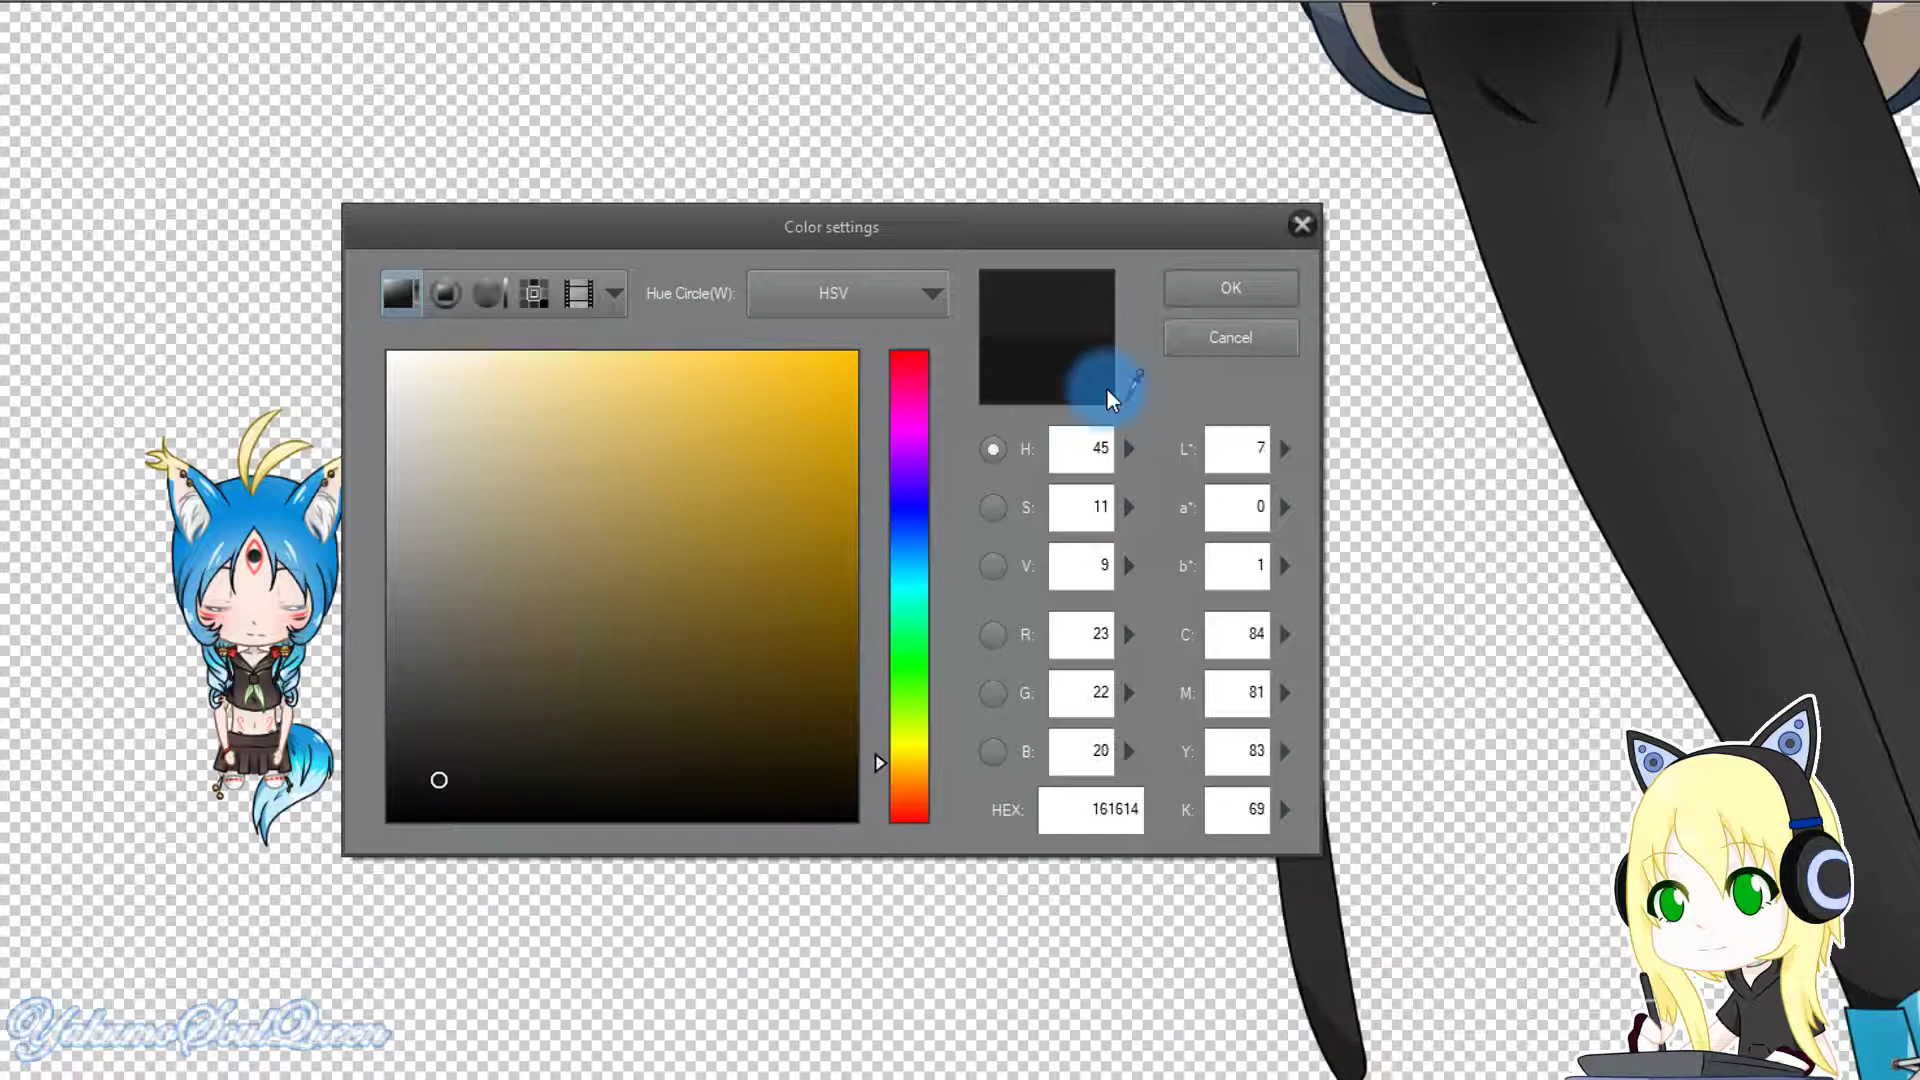 Color settings
Hue Circle(W): HSV
OK
Cancel
H: 45 L*: 7
S: 11 a*: 0
V: 9 b*: 1
R: 23 C: 84
G: 22 M: 81
B: 20 Y: 83
HEX: 161614 K: 69
YakumoSoulQueen